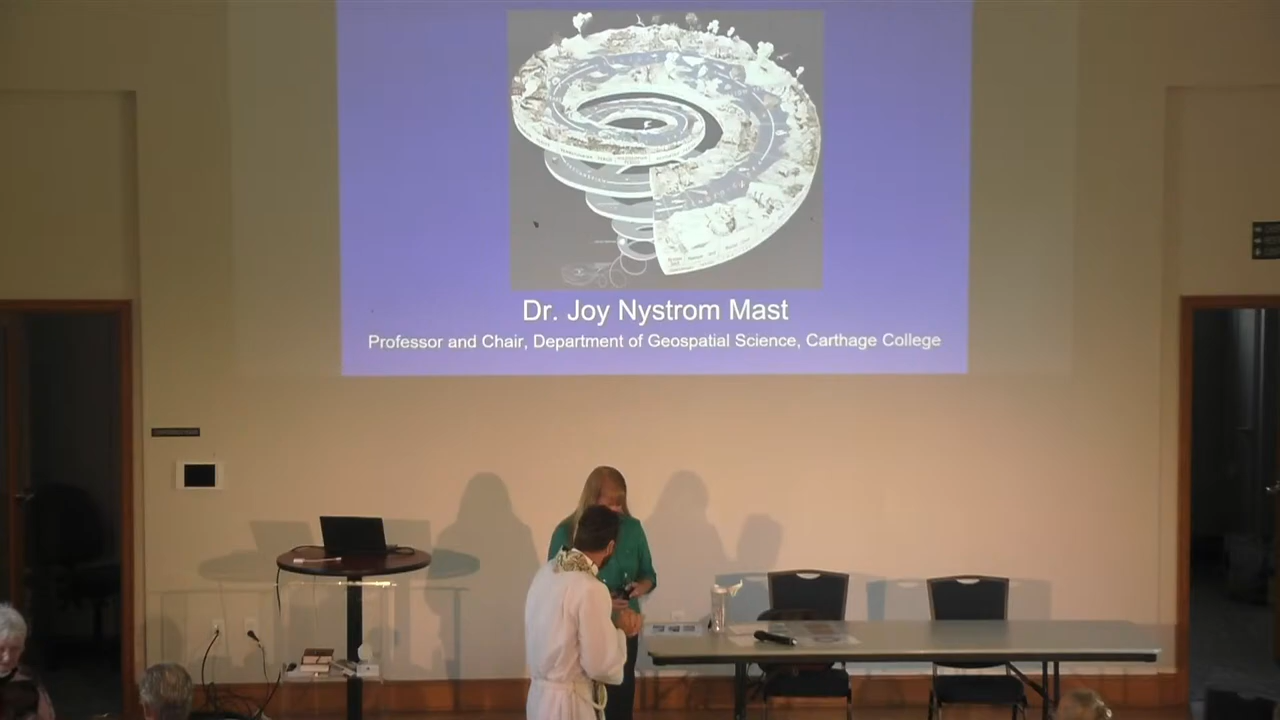 Dr. Joy Nystrom Mast
Professor and Chair, Department of Geospatial Science, Carthage College